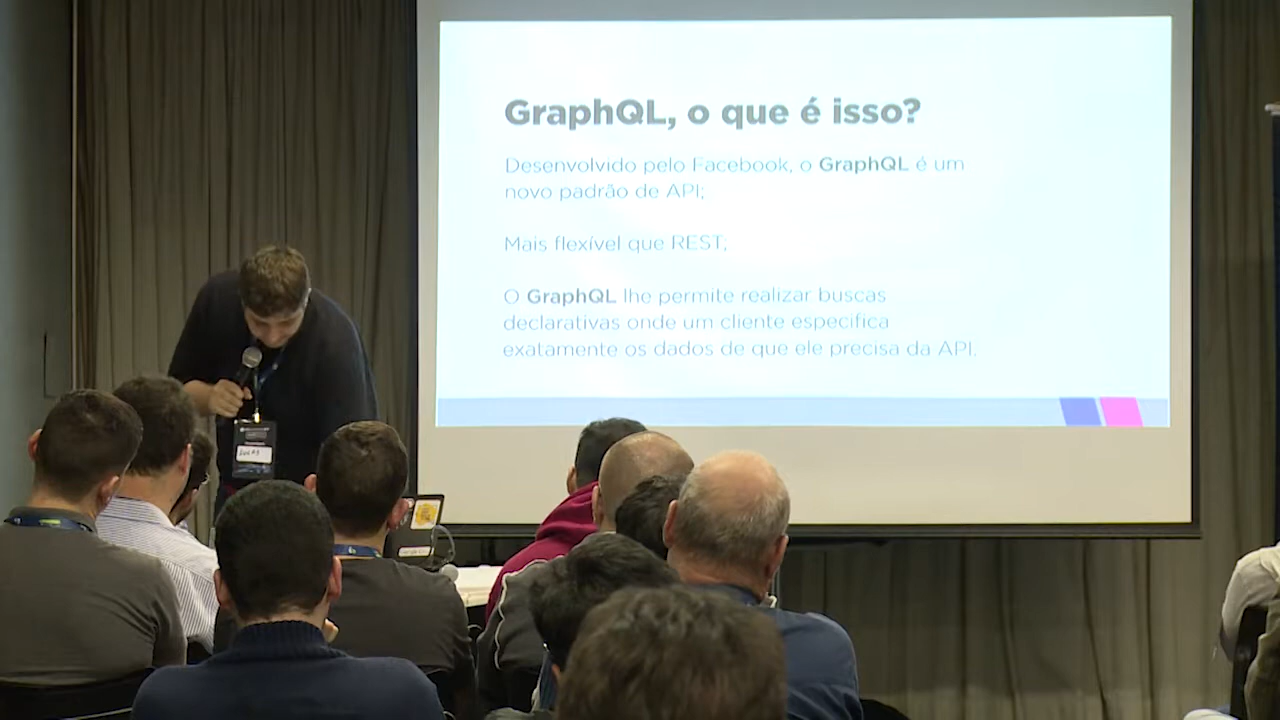 GraphQL, o que é isso?
Desenvolvido pelo Facebook, o GraphQL é um
novo padrão de API;
Mais flexível que REST;
O GraphQL lhe permite realizar buscas
declarativas onde um cliente especifica
exatamente os dados de que ele precisa da API.